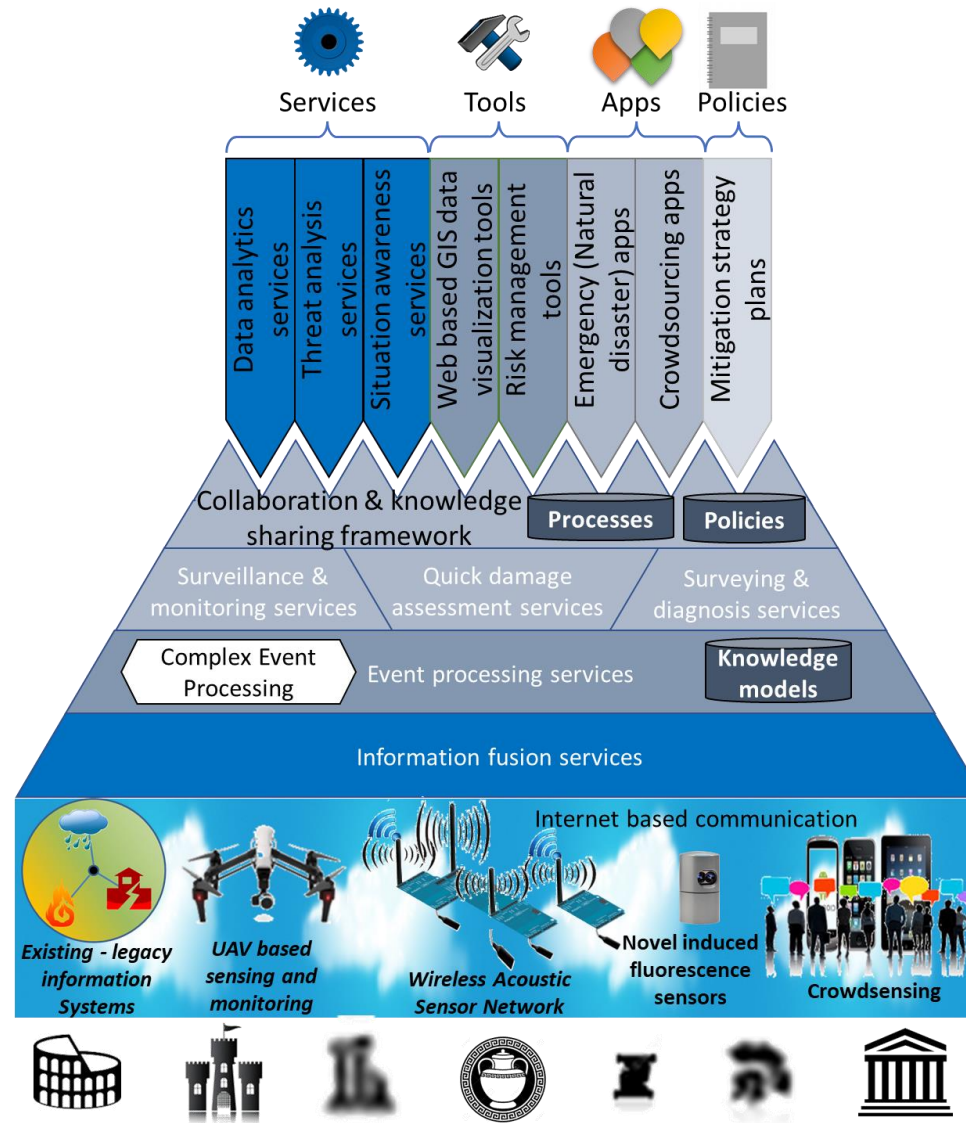 Services
Tools
Apps
Policies
Data analytics
services
Threat analysis
services
Situation awareness
services
Web based GIS data
visualization tools
Risk management
tools
Emergency (Natural
disaster) apps
Crowdsourcing apps
Mitigation strategy
plans
Collaboration & knowledge
sharing framework
Processes
Policies
Surveillance &
monitoring services
Quick damage
assessment services
Surveying &
diagnosis services
Complex Event
Processing
Event processing services
Knowledge
models
Information fusion services
Internet based communication
Existing - legacy
information
Systems
UAV based
sensing and
monitoring
Wireless Acoustic
Sensor Network
Novel induced
fluorescence
sensors
Crowdsensing